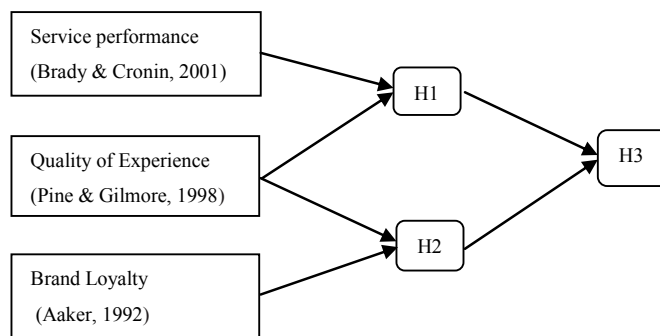 Service performance
(Brady & Cronin, 2001)
H1
Quality of Experience
(Pine & Gilmore, 1998)
H3
H2
Brand Loyalty
(Aaker, 1992)